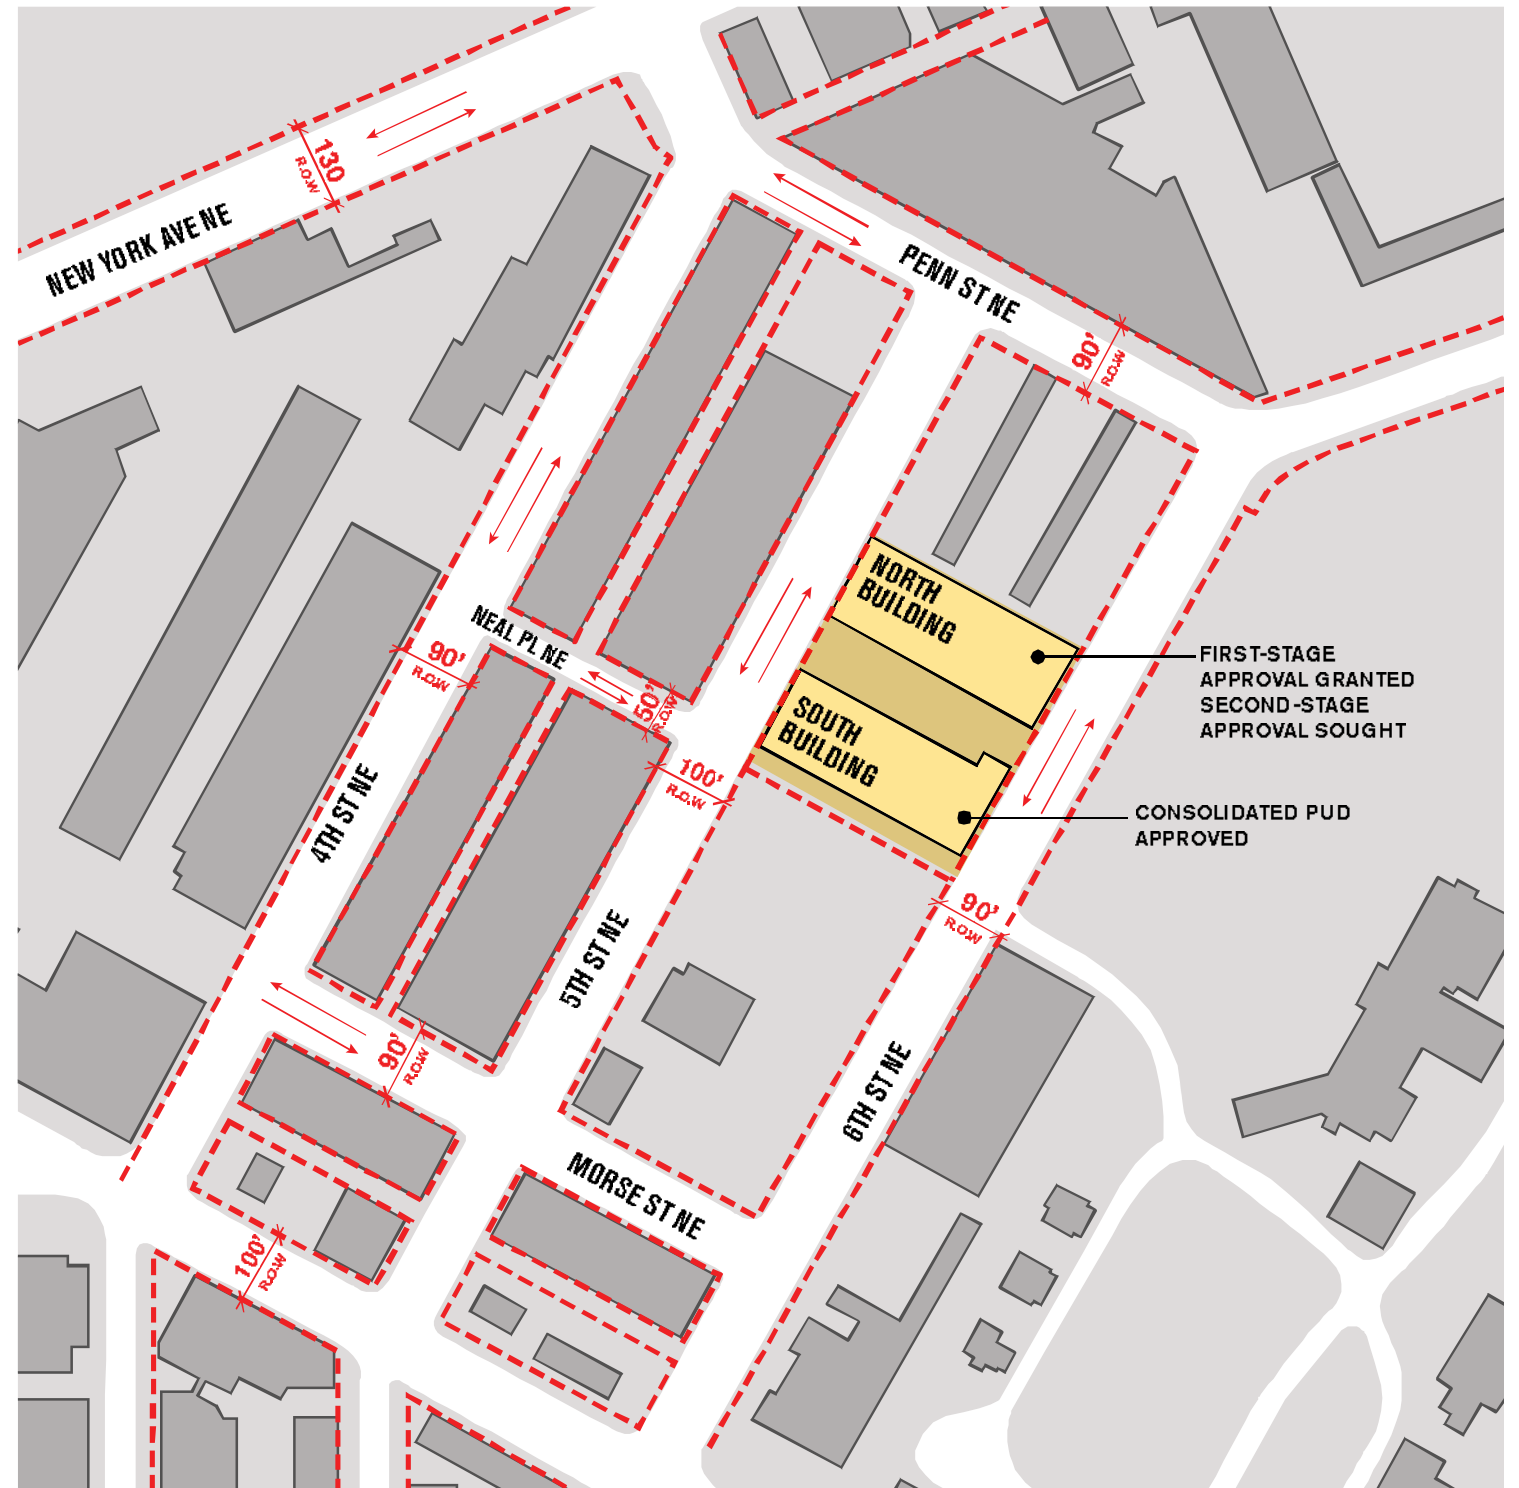 130
R.O.W
NEW YORK AVE NE
PENN ST NE
90'
R.O.W
NORTH
BUILDING
NEAL PL NE
90'
R.O.W
50'
R.O.W
FIRST-STAGE
APPROVAL GRANTED
SECOND-STAGE
APPROVAL SOUGHT
SOUTH
BUILDING
100'
R.O.W
4TH ST NE
CONSOLIDATED PUD
APPROVED
90'
R.O.W
5TH ST NE
90'
R.O.W
6TH ST NE
MORSE ST NE
100'
R.O.W